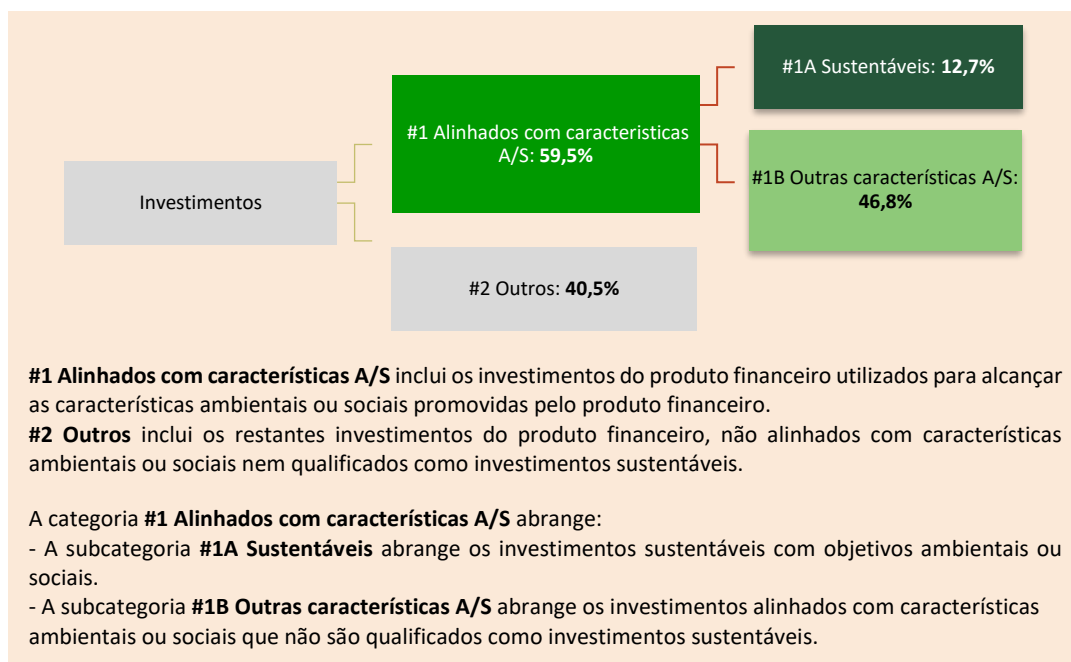 #1A Sustentáveis: 12,7%
#1 Alinhados com caracteristicas
A/S: 59,5%
#1B Outras características A/S:
46,8%
Investimentos
#2 Outros: 40,5%
#1 Alinhados com características A/S inclui os investimentos do produto financeiro utilizados para alcançar
as características ambientais ou sociais promovidas pelo produto financeiro.
#2 Outros inclui os restantes investimentos do produto financeiro, não alinhados com características
ambientais ou sociais nem qualificados como investimentos sustentáveis.
A categoria #1 Alinhados com características A/S abrange:
- A subcategoria #1A Sustentáveis abrange os investimentos sustentáveis com objetivos ambientais ou
sociais.
- A subcategoria #1B Outras características A/S abrange os investimentos alinhados com características
ambientais ou sociais que não são qualificados como investimentos sustentáveis.